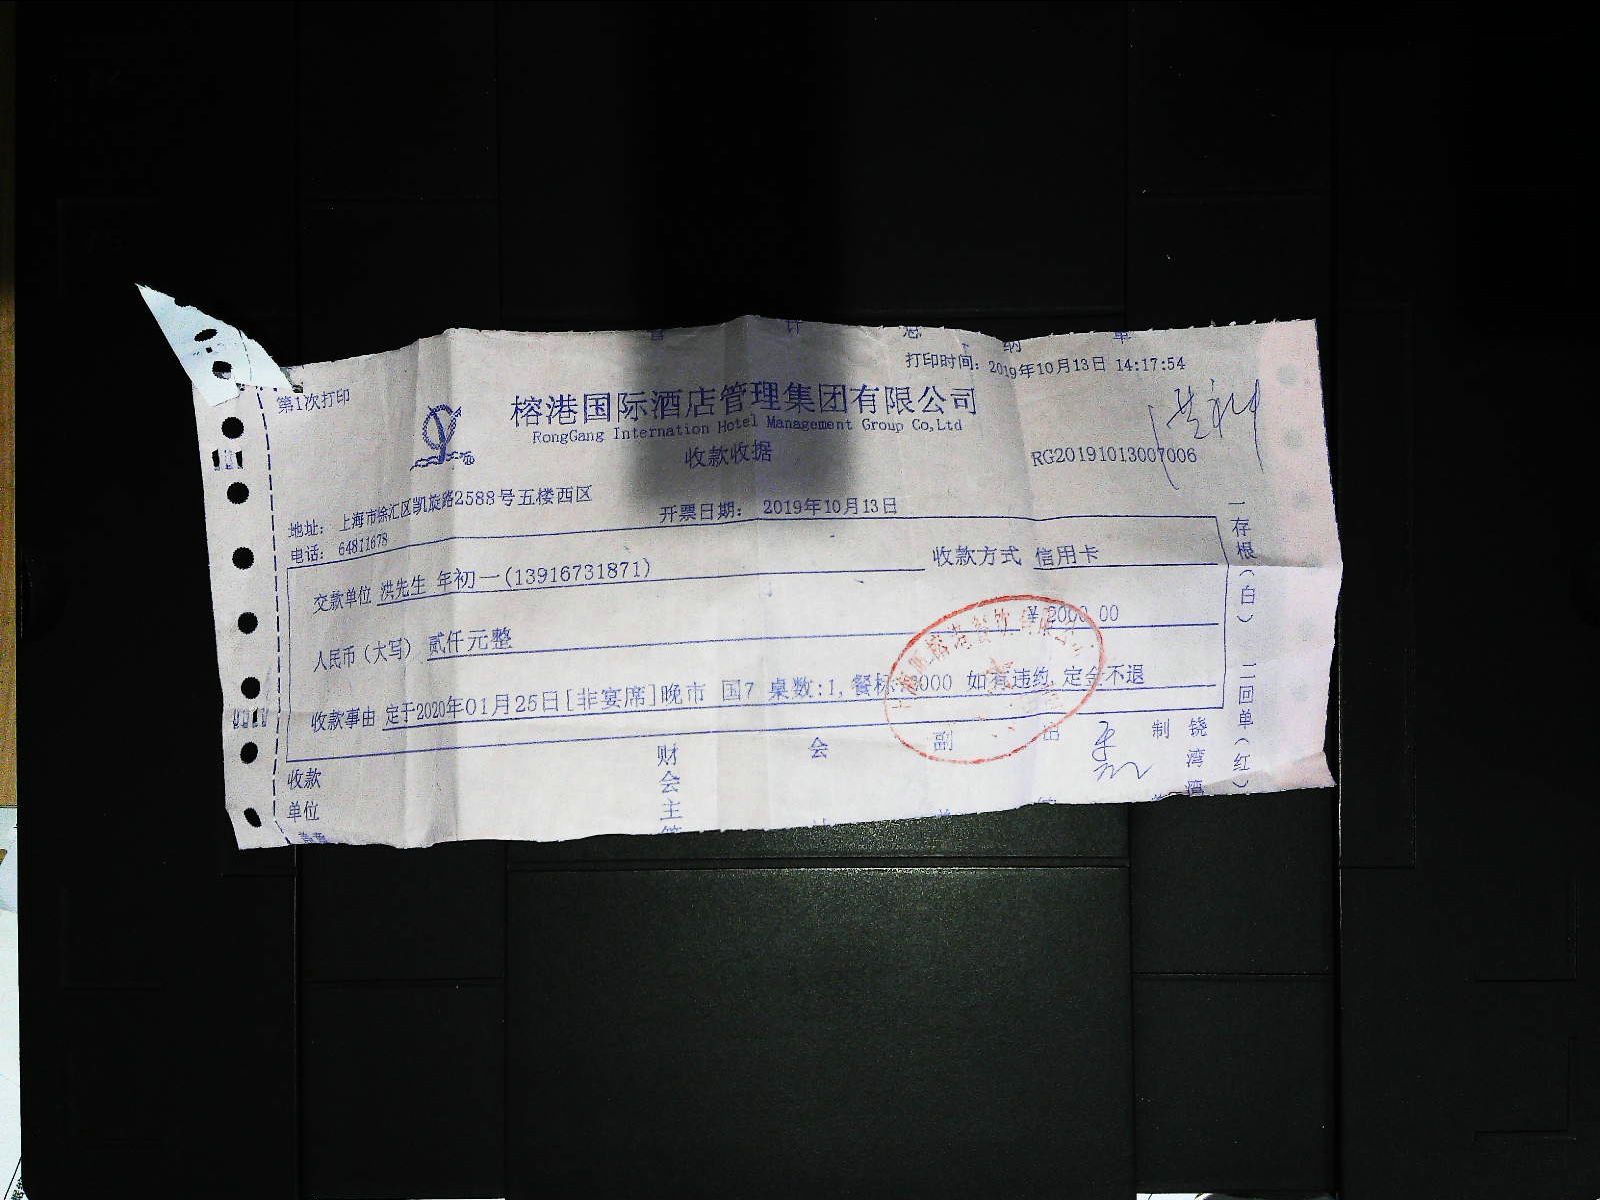 打印时间：2019年10月13日 14:17:54
第1次打印
榕港国际酒店管理集团有限公司
RongGang Internation Hotel Management Group Co,Ltd
收款收据
RG20191013007006
地址： 上海市徐汇区凯旋路2588号五楼西区
电话： 64811678
开票日期： 2019年10月13日
交款单位 洪先生 年初一(13916731871)
收款方式 信用卡
人民币(大写) 贰仟元整
¥ 2000.00
收款事由 定于2020年01月25日[非宴席]晚市 国7 桌数:1,餐标 000 如有违约,定金不退
一存根(白) 二回单(红)
收款
单位
财会主
会
副
制
饶湾湾